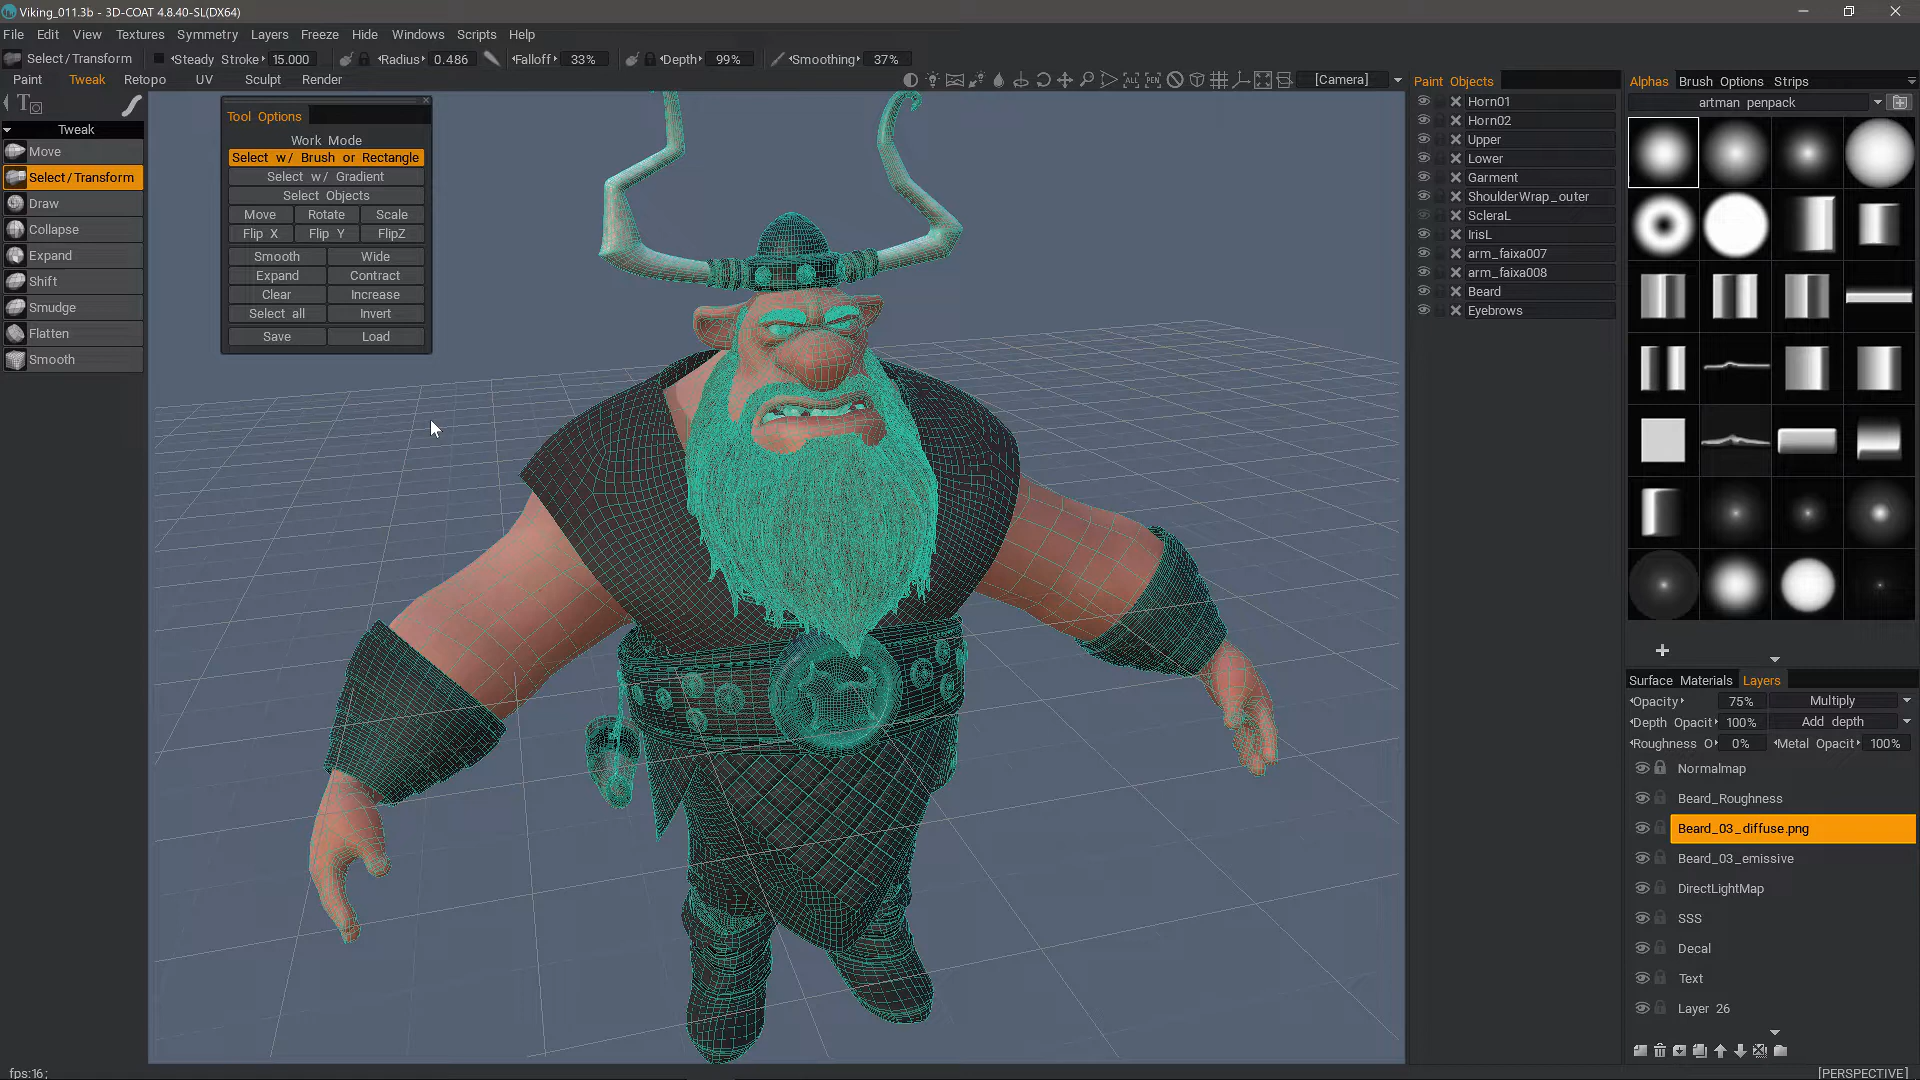 Viking_011.3b - 3D-COAT 4.8.40-SL(DX64)
File Edit View Textures Symmetry Layers Freeze Hide Windows Scripts Help
Select/Transform Steady Stroke 15.000 Radius 0.486 Falloff 33% Depth 99% Smoothing 37%
Paint Tweak Retopo UV Sculpt Render [Camera]
Tweak
Move
Select/Transform
Draw
Collapse
Expand
Shift
Smudge
Flatten
Smooth
Tool Options
Work Mode
Select w/ Brush or Rectangle
Select w/ Gradient
Select Objects
Move Rotate Scale
Flip X Flip Y FlipZ
Smooth Wide
Expand Contract
Clear Increase
Select all Invert
Save Load
Paint Objects
Horn01
Horn02
Upper
Lower
Garment
ShoulderWrap_outer
ScleraL
IrisL
arm_faixa007
arm_faixa008
Beard
Eyebrows
Alphas Brush Options Strips
artman penpack
Surface Materials Layers
Opacity 75% Multiply
Depth Opacit 100% Add depth
Roughness O 0% Metal Opacit 100%
Normalmap
Beard_Roughness
Beard_03_diffuse.png
Beard_03_emissive
DirectLightMap
SSS
Decal
Text
Layer 26
fps:16;
[PERSPECTIVE]